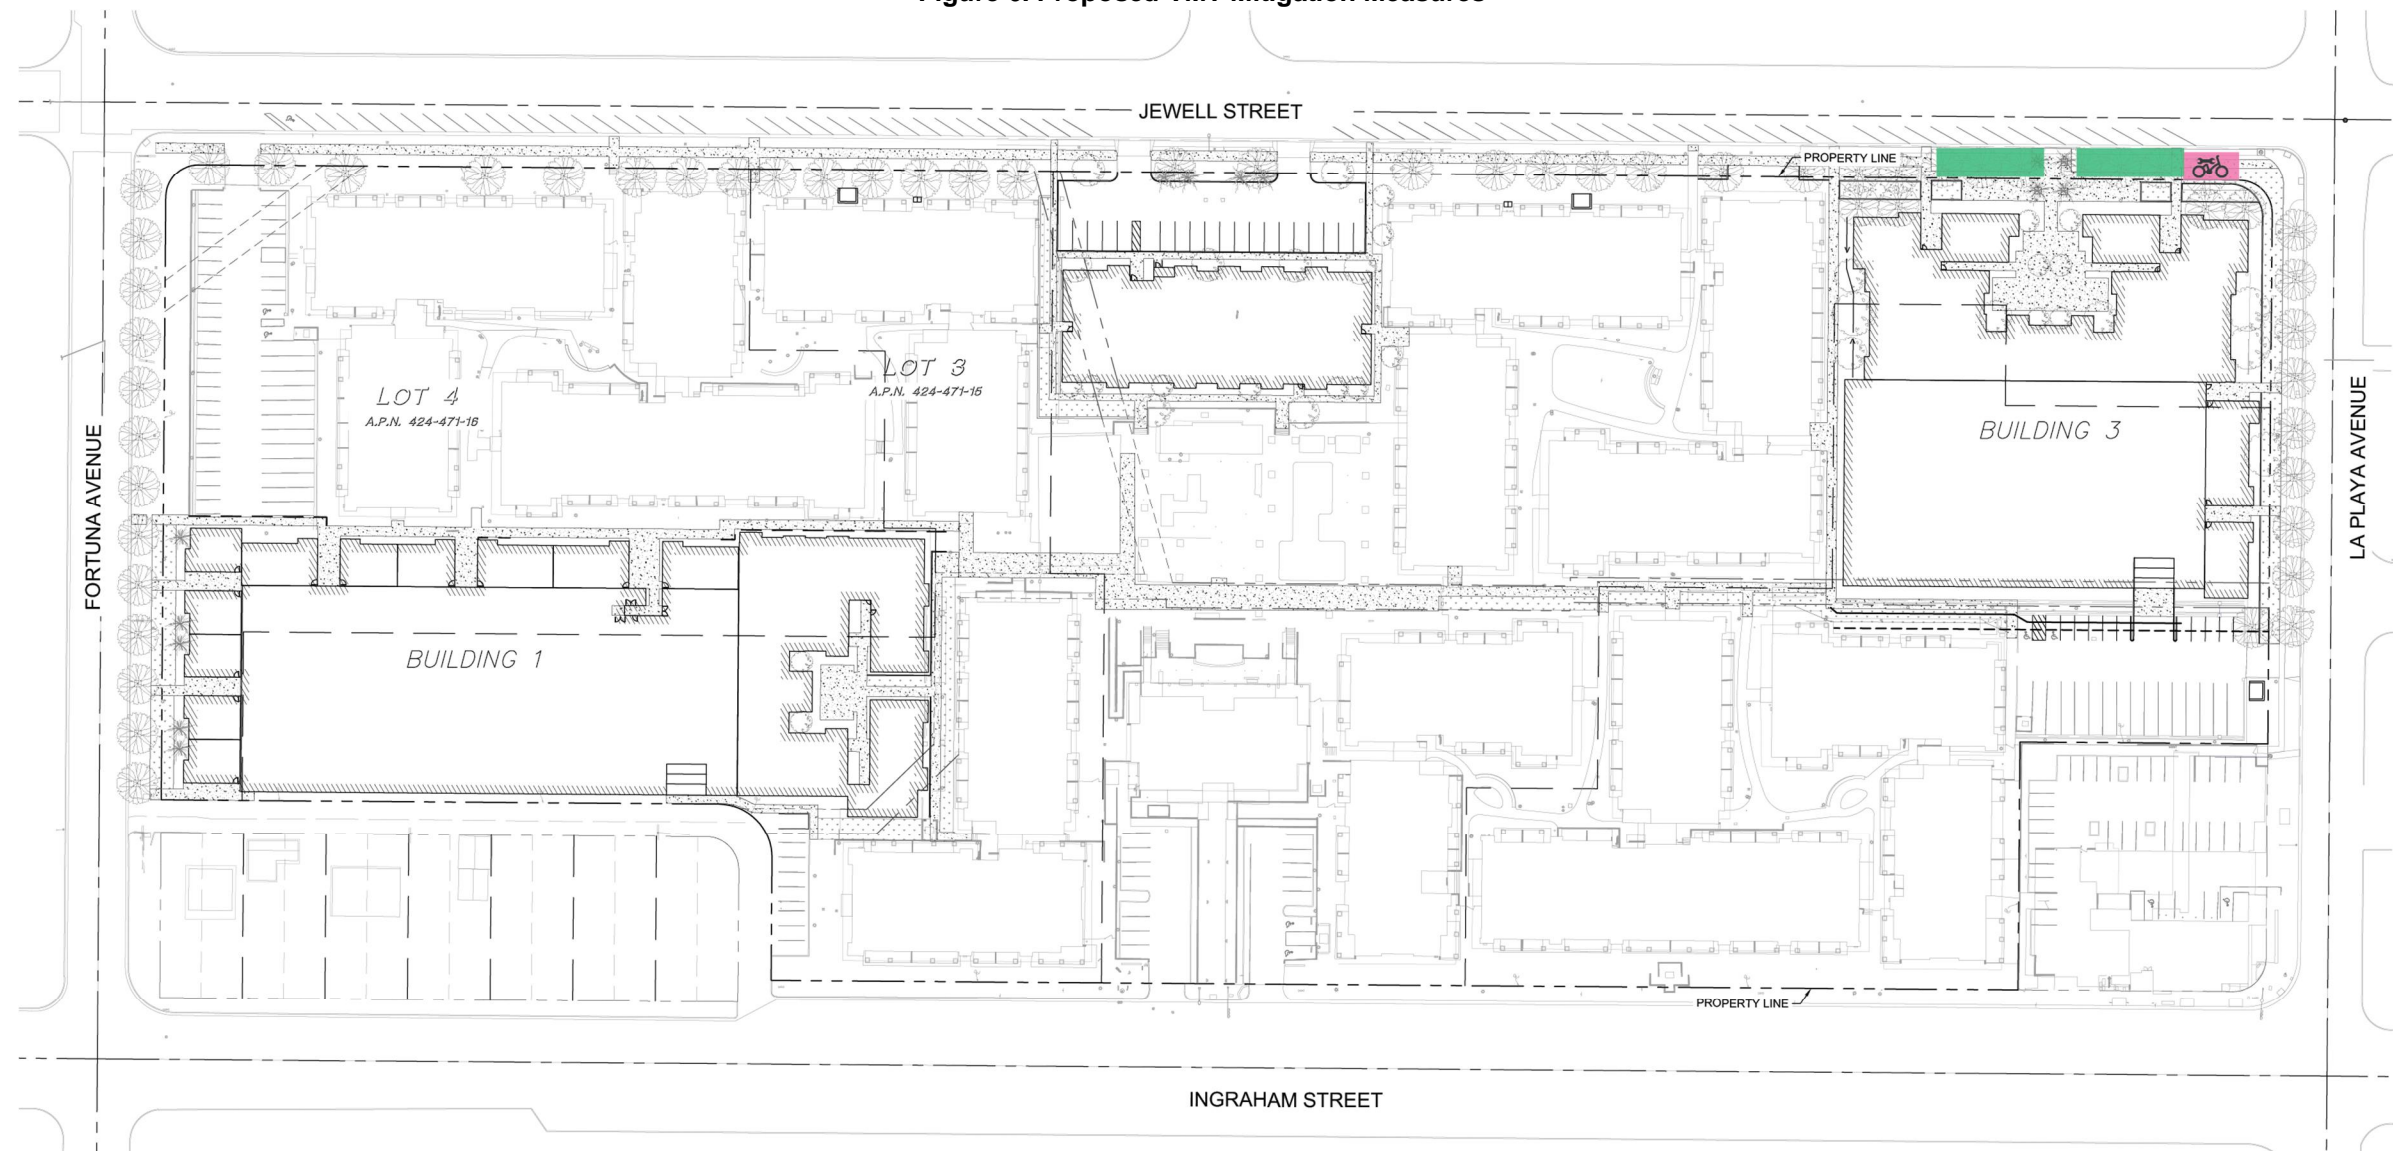 JEWELL STREET
PROPERTY LINE
LOT 3
A.P.N. 424-471-15
LOT 4
A.P.N. 424-471-16
BUILDING 3
FORTUNA AVENUE
LA PLAYA AVENUE
BUILDING 1
PROPERTY LINE
INGRAHAM STREET